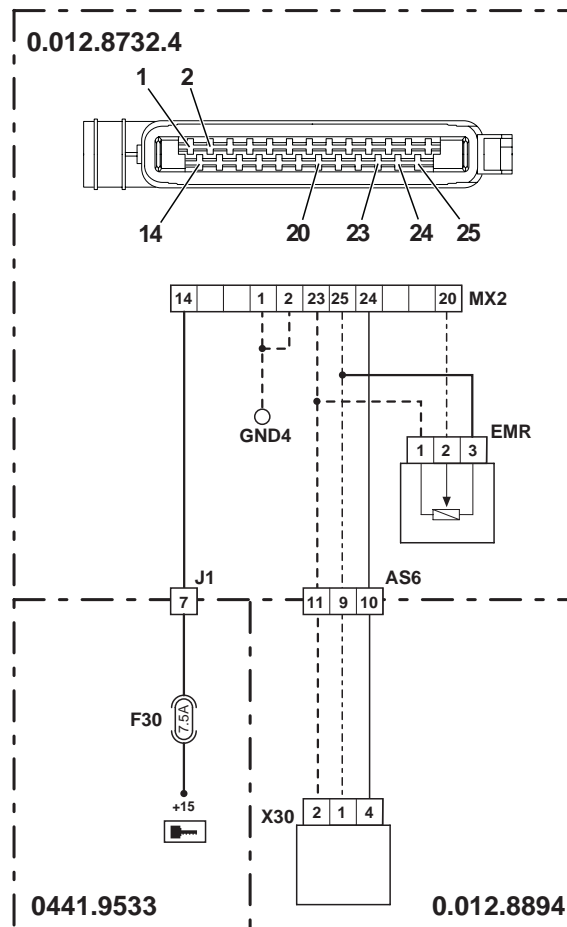 0.012.8732.4
1 2
14 20 23 24 25
14 1 2 23 25 24 20 MX2
GND4
EMR
1 2 3
J1 AS6
7 11 9 10
F30 7.5A
+15
X30 2 1 4
0441.9533 0.012.8894